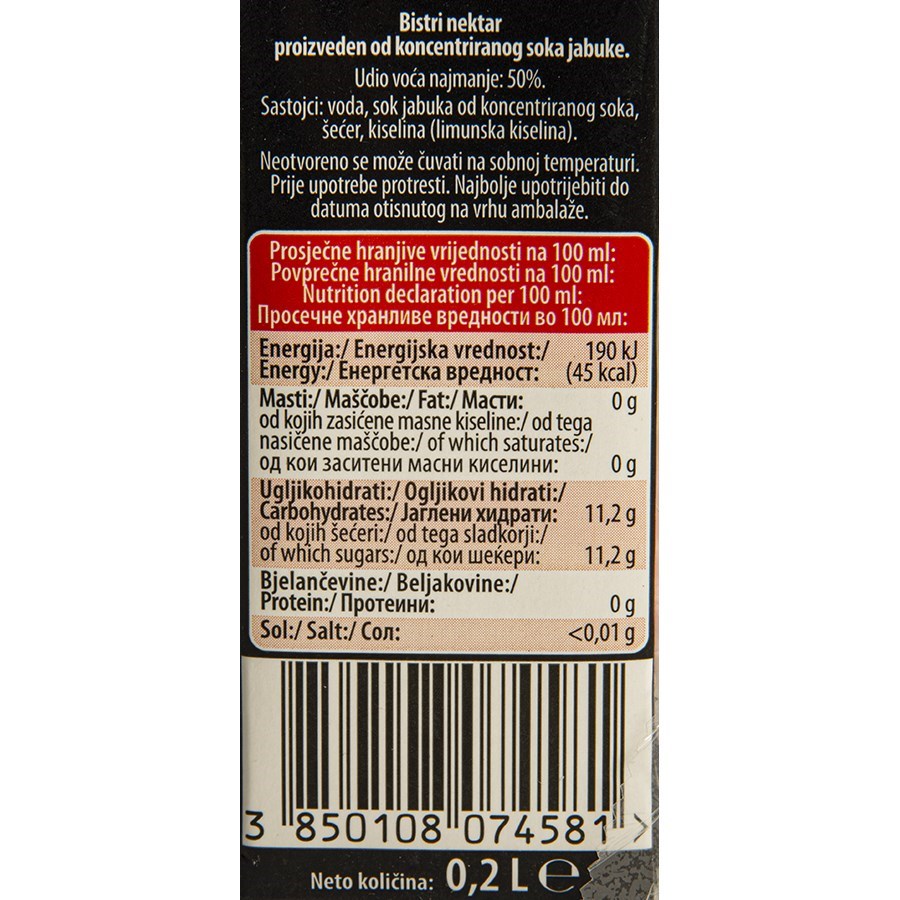 Bistri nektar
proizveden od koncentriranog soka jabuke.
Udio voća najmanje: 50%.
Sastojci: voda, sok jabuka od koncentriranog soka,
šećer, kiselina (limunska kiselina).
Neotvoreno se može čuvati na sobnoj temperaturi.
Prije upotrebe protresti. Najbolje upotrijebiti do
datuma otisnutog na vrhu ambalaže.
Prosječne hranjive vrijednosti na 100 ml:
Povprečne hranilne vrednosti na 100 ml:
Nutrition declaration per 100 ml:
Просечне хранливе вредности во 100 мл:
Energija:/ Energijska vrednost:/ 190 kJ
Energy:/ Енергетска вредност: (45 kcal)
Masti:/ Maščobe:/ Fat:/ Масти: 0 g
od kojih zasićene masne kiseline:/ od tega
nasičene maščobe:/ of which saturates:/
од кои заситени масни киселини: 0 g
Ugljikohidrati:/ Ogljikovi hidrati:/
Carbohydrates:/ Јаглени хидрати: 11,2 g
od kojih šećeri:/ od tega sladkorji:/
of which sugars:/ од кои шеќери: 11,2 g
Bjelančevine:/ Beljakovine:/
Protein:/ Протеини: 0 g
Sol:/ Salt:/ Сол: <0,01 g
3 850108 074581 >
Neto količina: 0,2 L ℮